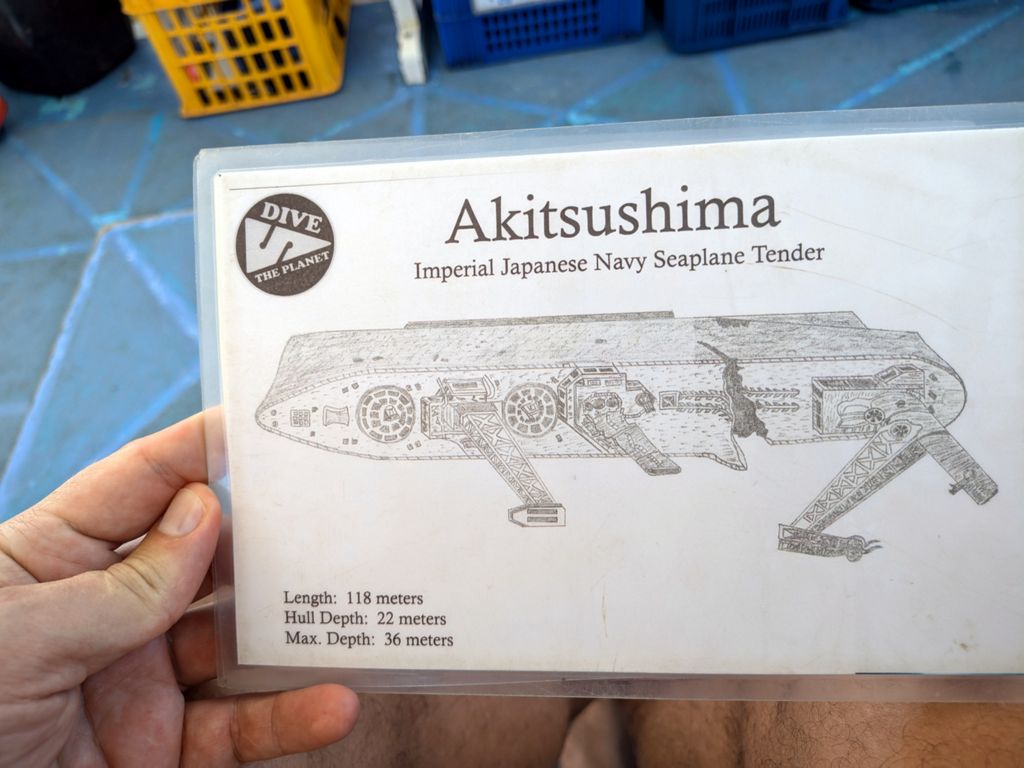 DIVE
THE PLANET
Akitsushima
Imperial Japanese Navy Seaplane Tender
Length: 118 meters
Hull Depth: 22 meters
Max. Depth: 36 meters